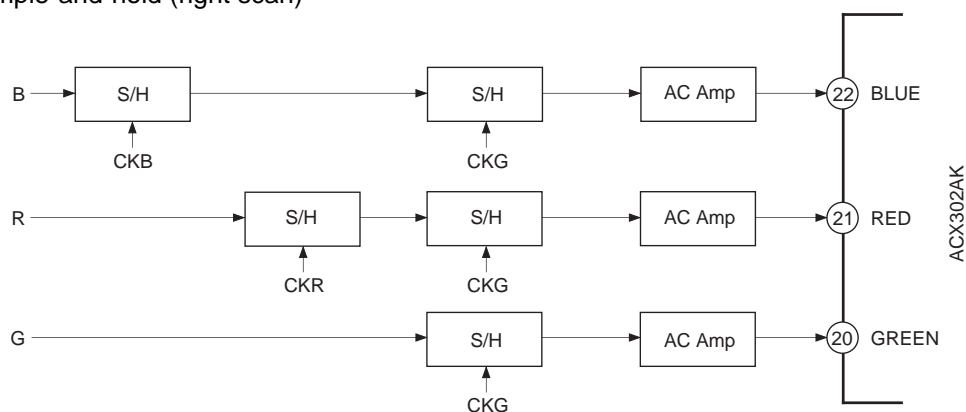 and hold (right scan)
B
S/H
S/H
AC Amp
22
BLUE
CKB
CKG
R
S/H
S/H
AC Amp
21
RED
CKR
CKG
G
S/H
AC Amp
20
GREEN
CKG
ACX302AK